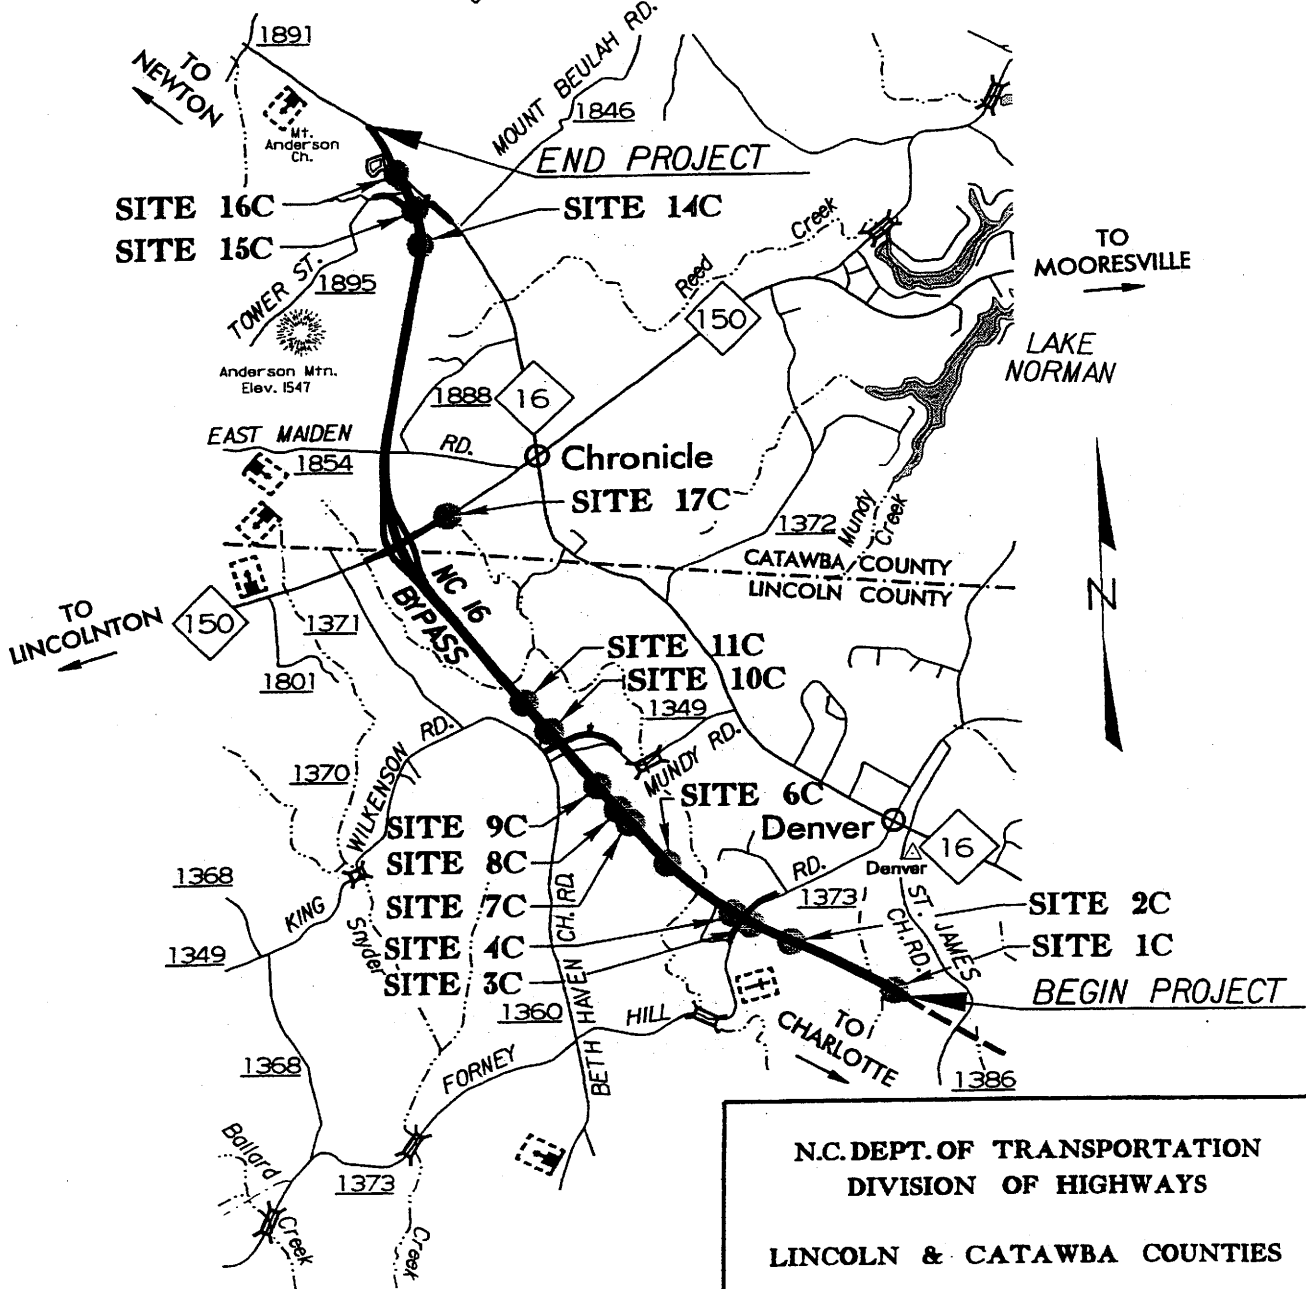 1891
TO
NEWTON
MOUNT BEULAH RD.
1846
Mt.
Anderson
Ch.
END PROJECT
SITE 16C
SITE 14C
SITE 15C
TOWER ST.
1895
Reed
Creek
TO
MOORESVILLE
150
LAKE
NORMAN
Anderson Mtn.
Elev. 1547
1888
16
EAST MAIDEN
RD.
1854
Chronicle
SITE 17C
1372
Mundy
Creek
CATAWBA COUNTY
LINCOLN COUNTY
N
TO
LINCOLNTON
150
NC 16
BYPASS
1371
1801
SITE 11C
SITE 10C
1349
MUNDY RD.
1370
KING WILKENSON RD.
SITE 6C
SITE 9C
Denver
16
SITE 8C
Denver
1368
RD.
1373
SITE 7C
ST. JAMES
CH. RD.
SITE 2C
SITE 4C
SITE 1C
1349
Snyder
SITE 3C
BEGIN PROJECT
1360
BETH HAVEN CH. RD.
FORNEY
HILL
TO
CHARLOTTE
1368
1386
Ballard
Creek
1373
Creek
N.C. DEPT. OF TRANSPORTATION
DIVISION OF HIGHWAYS
LINCOLN & CATAWBA COUNTIES